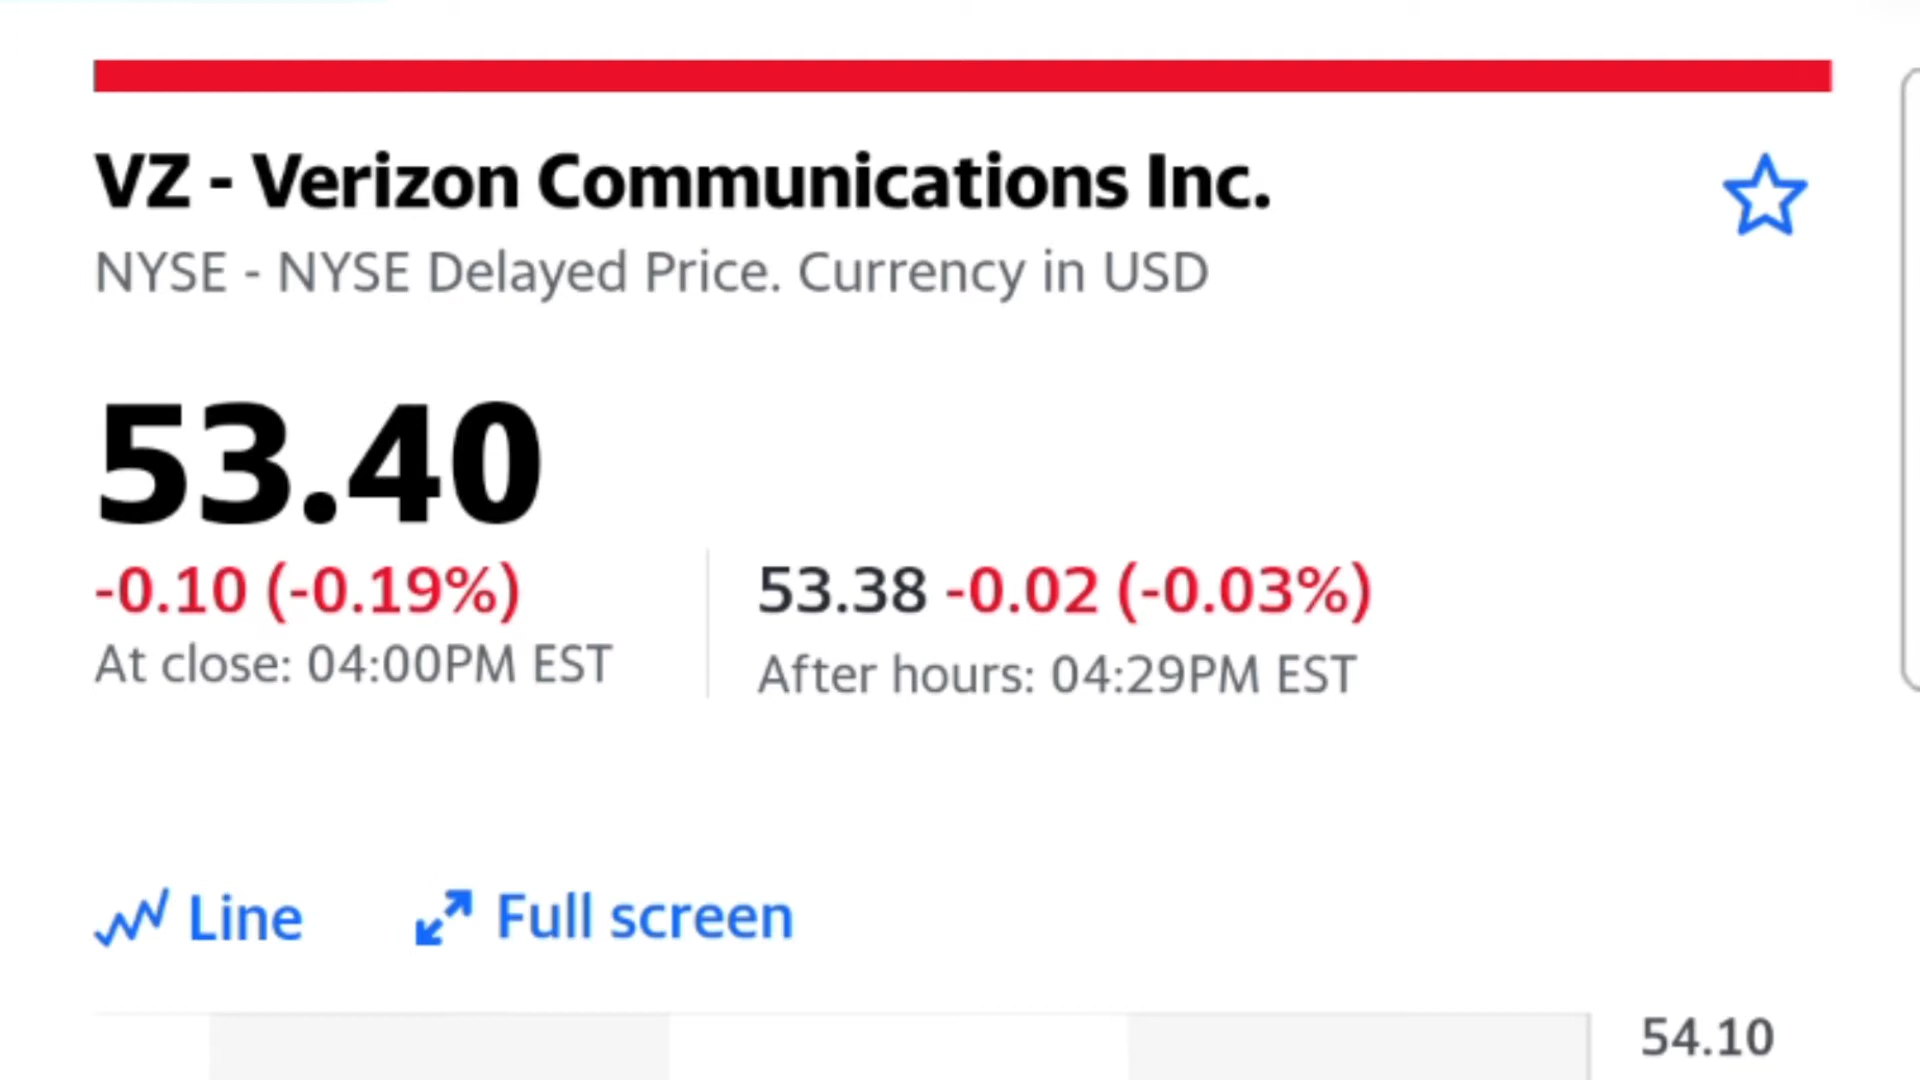 VZ - Verizon Communications Inc.
NYSE - NYSE Delayed Price. Currency in USD
53.40
-0.10 (-0.19%)
At close: 04:00PM EST
53.38 -0.02 (-0.03%)
After hours: 04:29PM EST
Line
Full screen
54.10